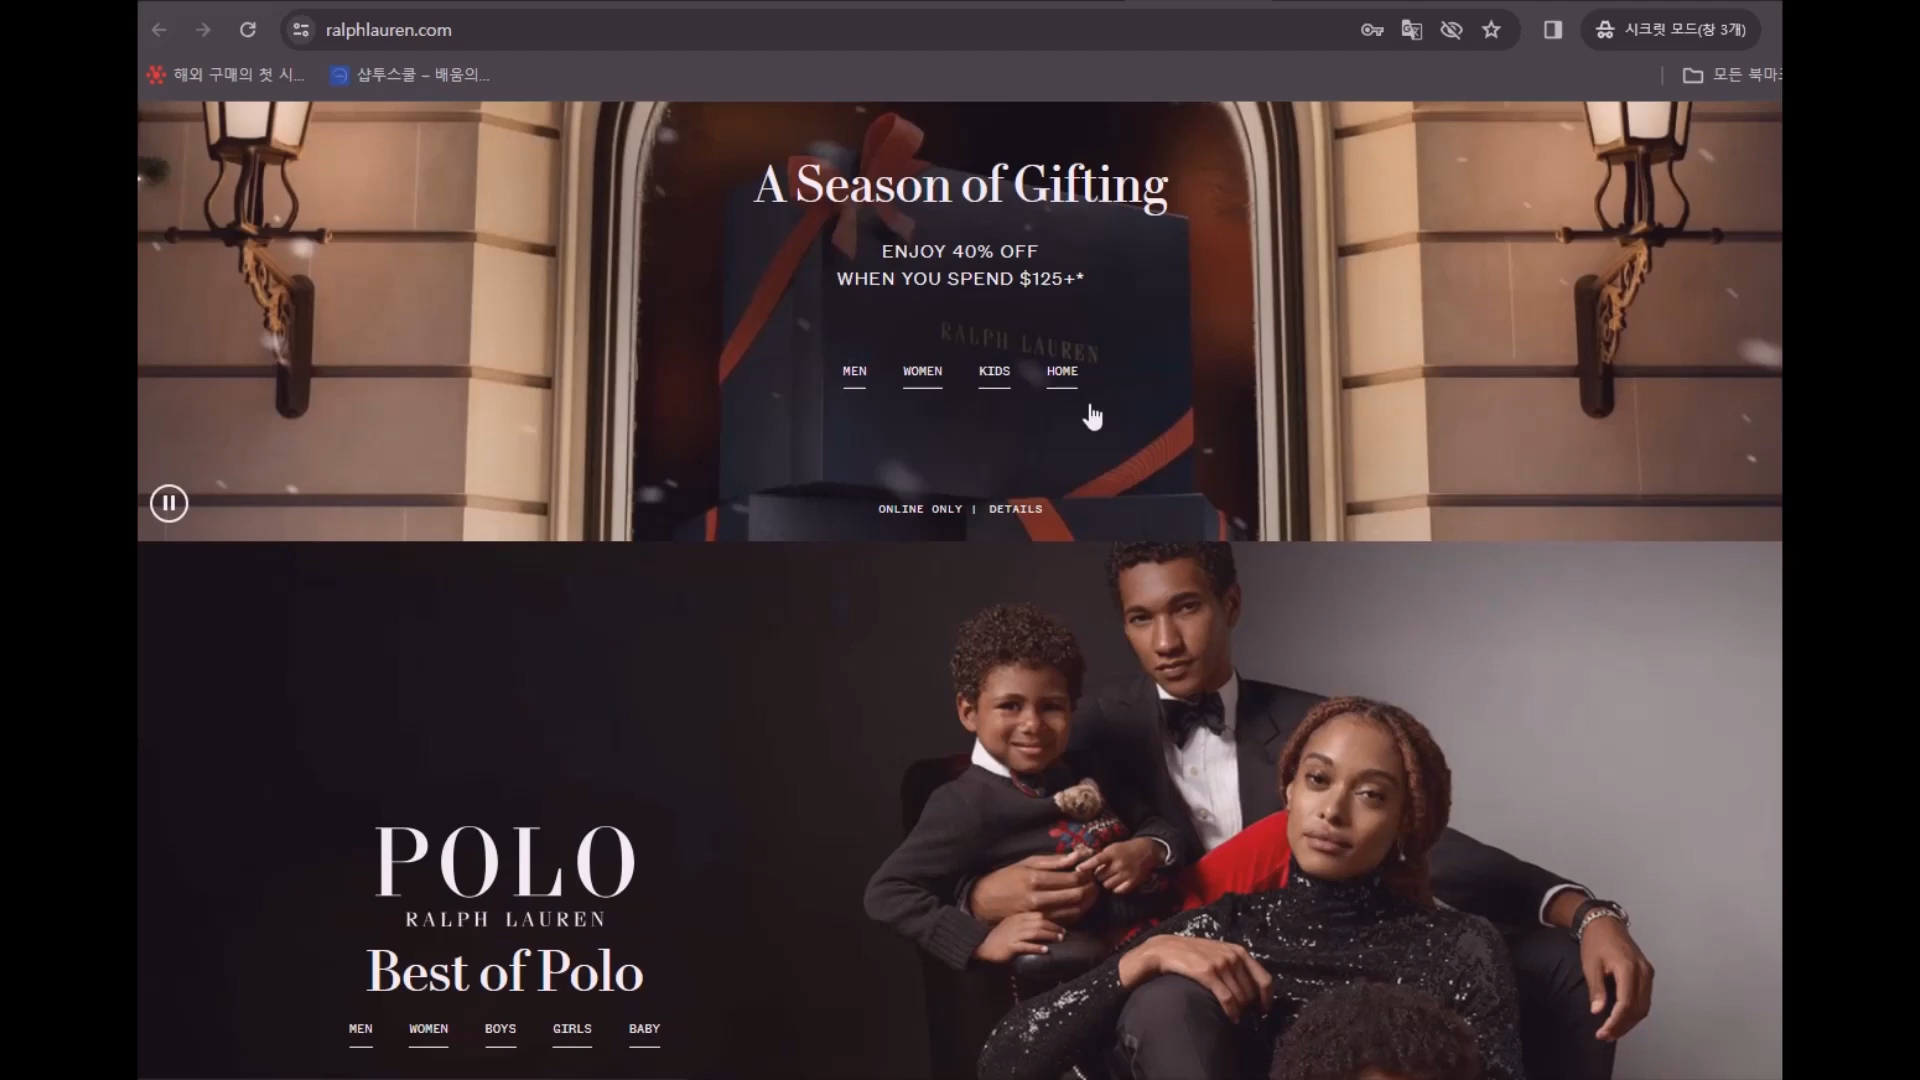 ralphlauren.com
시크릿 모드(창 3개)
해외 구매의 첫 시...
샵투스쿨 – 배움의...
모든 북마
A Season of Gifting
ENJOY 40% OFF
WHEN YOU SPEND $125+*
RALPH LAUREN
MEN WOMEN KIDS HOME
ONLINE ONLY | DETAILS
POLO
RALPH LAUREN
Best of Polo
MEN WOMEN BOYS GIRLS BABY